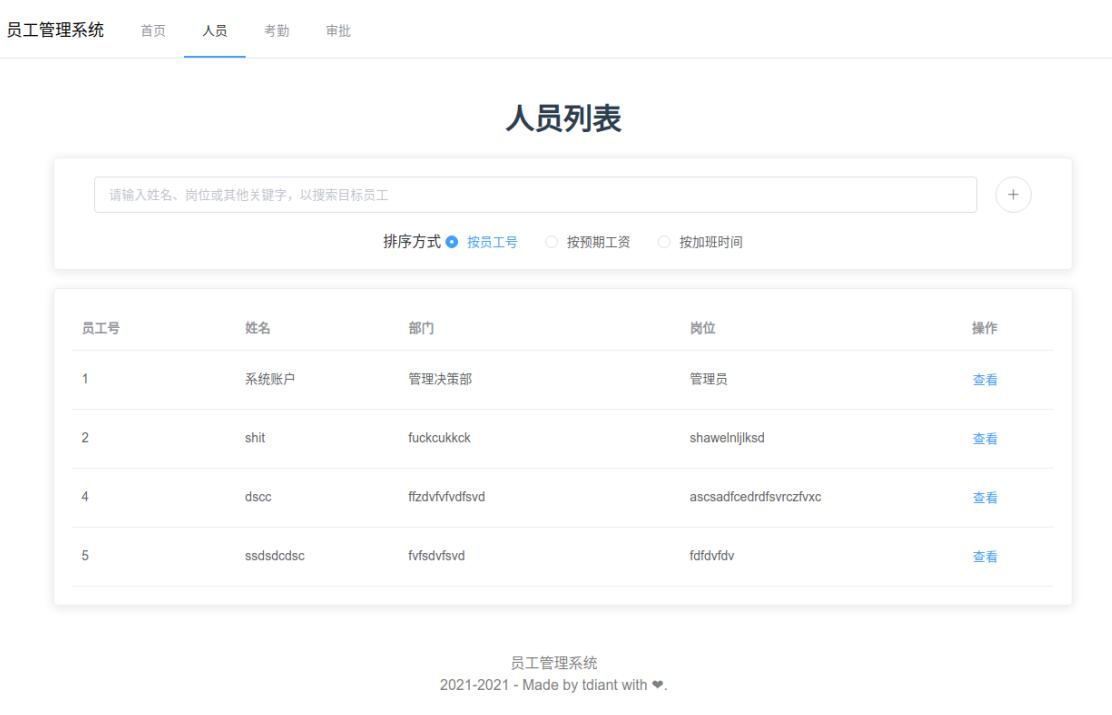 员工管理系统 首页 人员 考勤 审批
人员列表
请输入姓名、岗位或其他关键字，以搜索目标员工 +
排序方式 按员工号 按预期工资 按加班时间
员工号 姓名 部门 岗位 操作
1 系统账户 管理决策部 管理员 查看
2 shit fuckcukkck shawelnljlksd 查看
4 dscc ffzdvfvfvdfsvd ascsadfcedrdfsvrczfvxc 查看
5 ssdsdcdsc fvfsdvfsvd fdfdvfdv 查看
员工管理系统
2021-2021 - Made by tdiant with ❤.